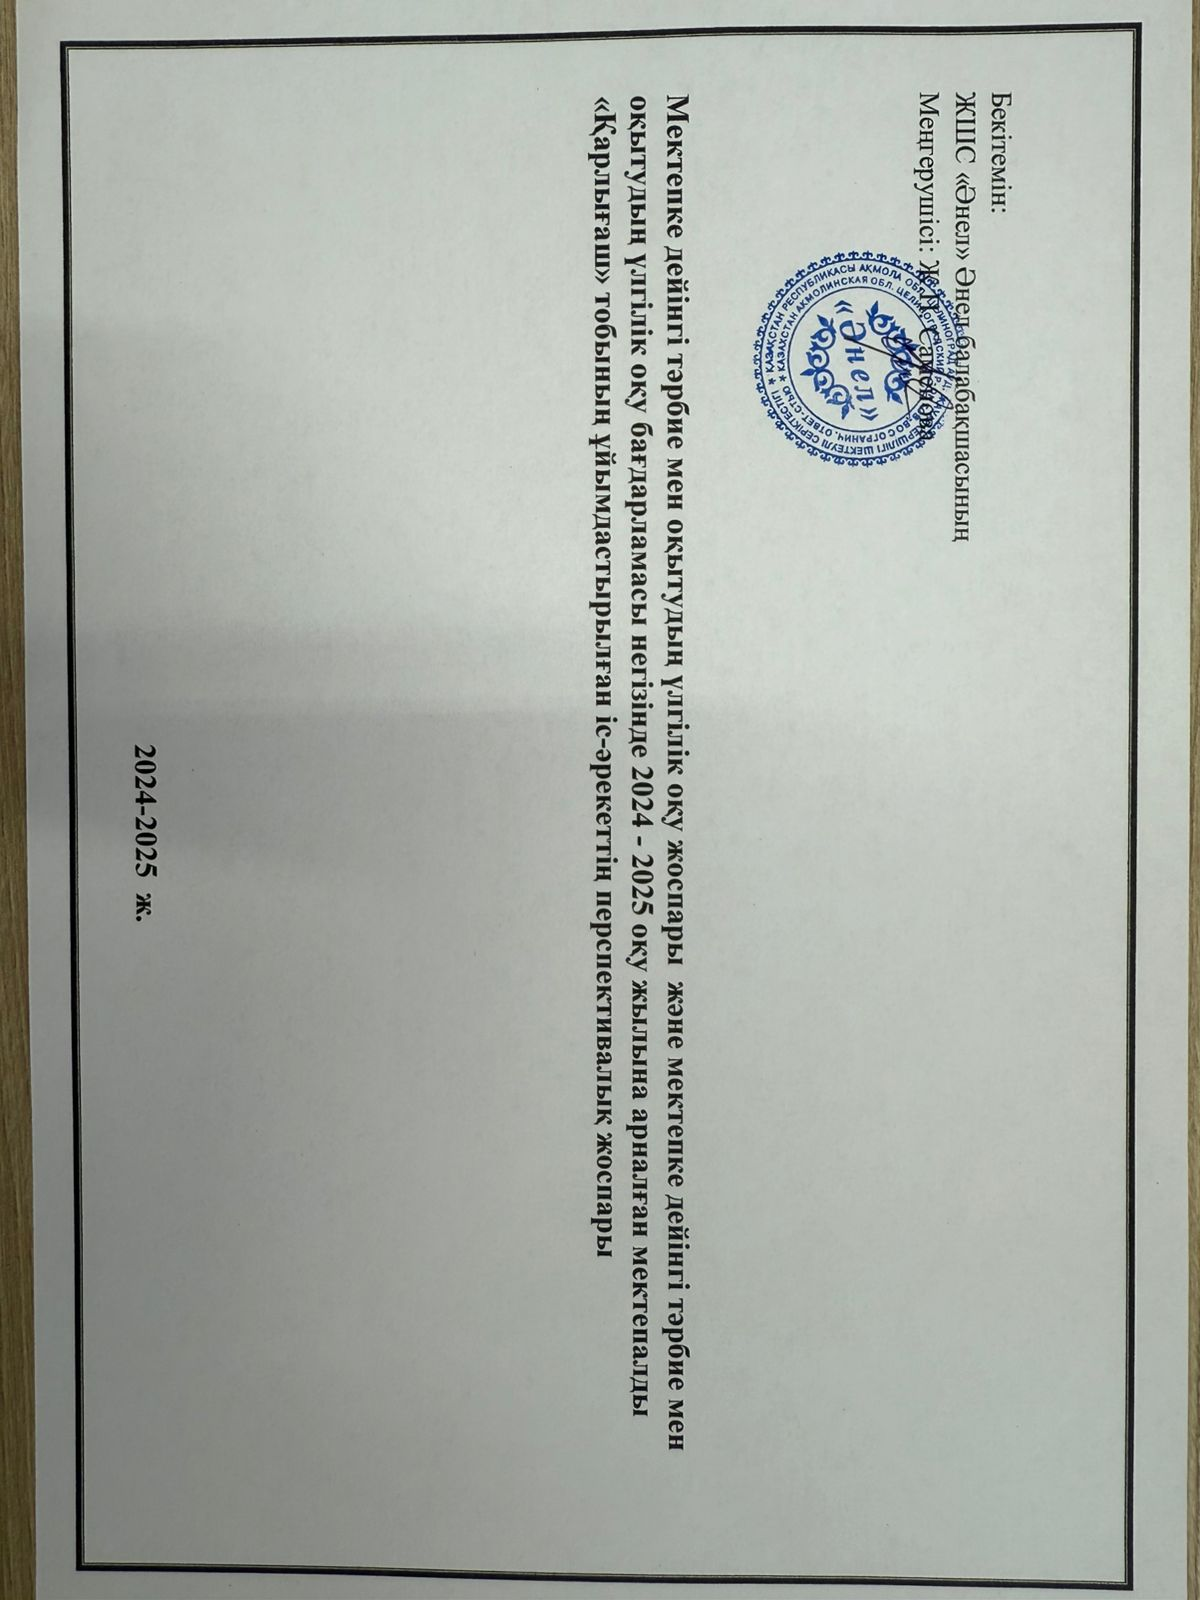 Бекітемін:
ЖШС «Әнел» Әнел балабақшасының
Меңгерушісі:
«Әнел»
Мектепке дейінгі тәрбие мен оқытудың үлгілік оқу жоспары және мектепке дейінгі тәрбие мен
оқытудың үлгілік оқу бағдарламасы негізінде 2024 - 2025 оқу жылына арналған мектепалды
«Қарлығаш» тобының ұйымдастырылған іс-әрекеттің перспективалық жоспары
2024-2025 ж.